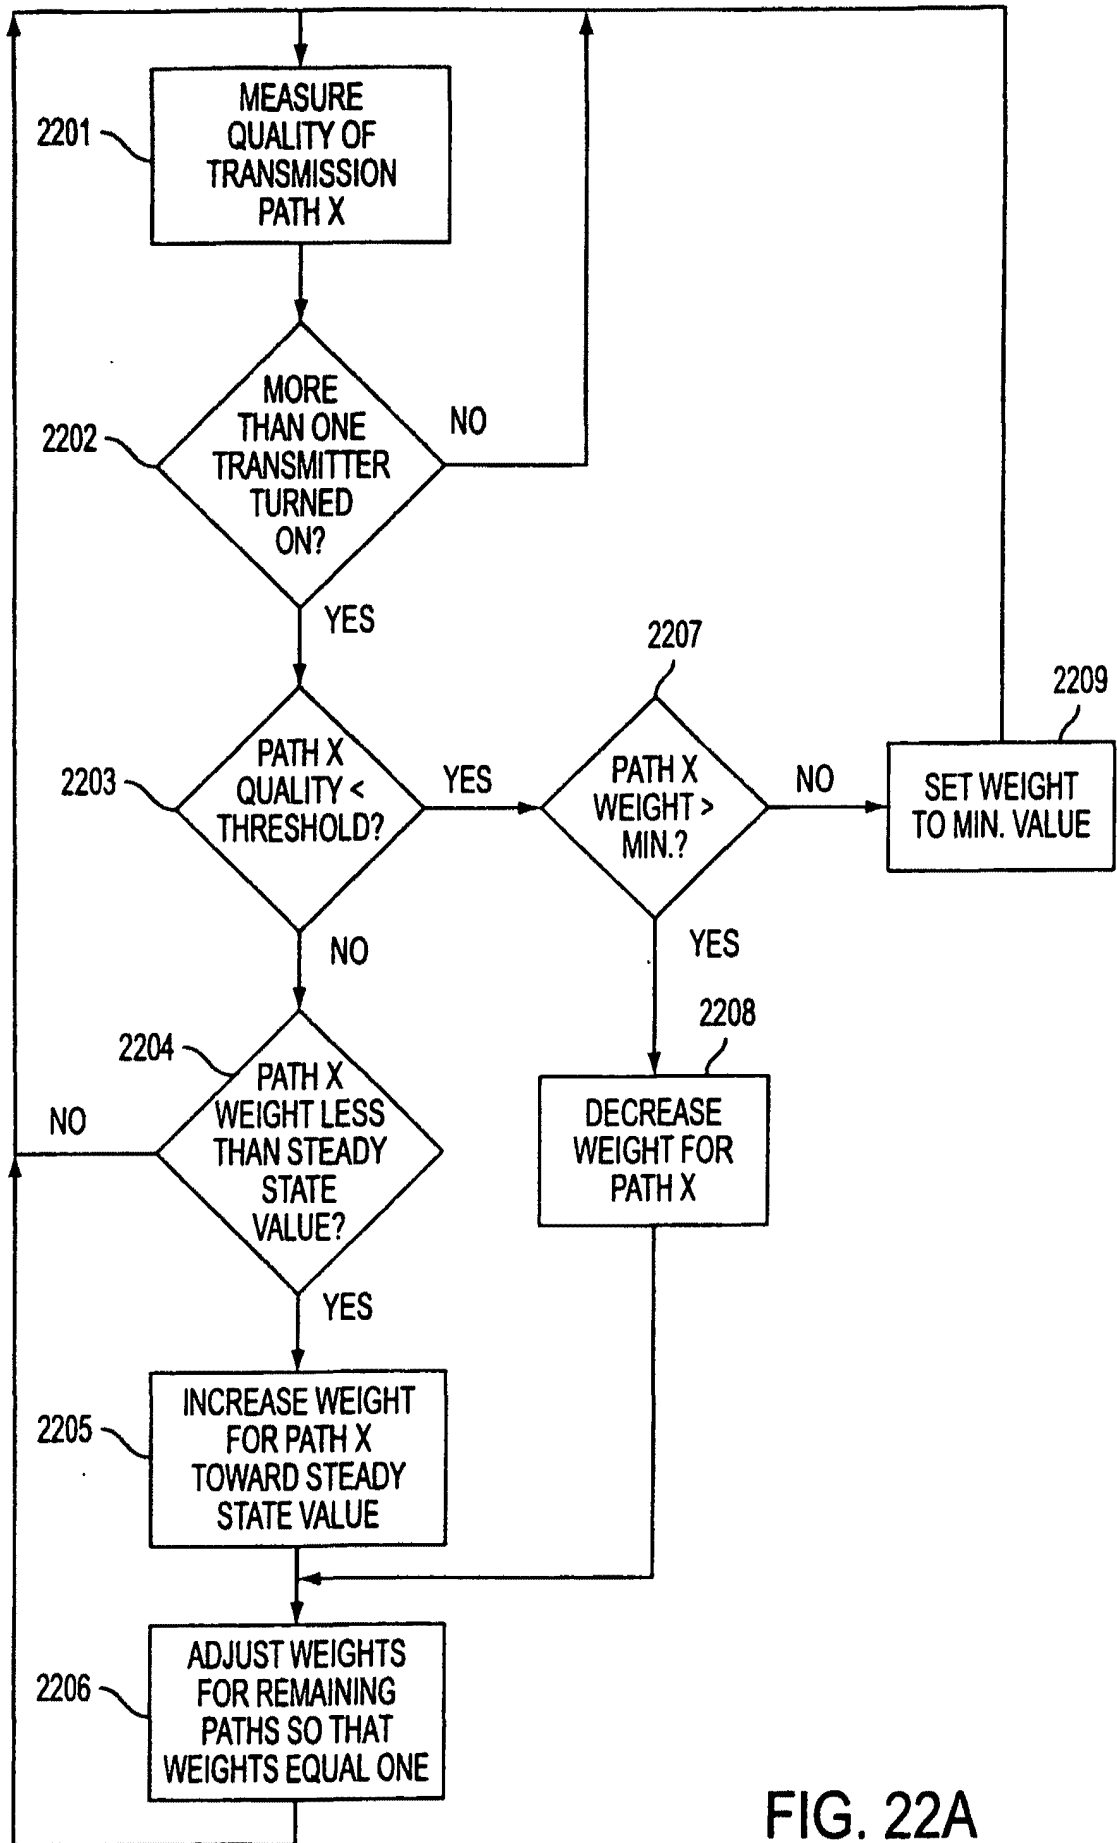 MEASURE
QUALITY OF
TRANSMISSION
PATH X
2201
MORE
THAN ONE
TRANSMITTER
TURNED
ON?
2202
NO
YES
PATH X
QUALITY <
THRESHOLD?
2203
YES
NO
2207
PATH X
WEIGHT >
MIN.?
NO
YES
2209
SET WEIGHT
TO MIN. VALUE
2208
DECREASE
WEIGHT FOR
PATH X
2204
PATH X
WEIGHT LESS
THAN STEADY
STATE
VALUE?
NO
YES
2205
INCREASE WEIGHT
FOR PATH X
TOWARD STEADY
STATE VALUE
2206
ADJUST WEIGHTS
FOR REMAINING
PATHS SO THAT
WEIGHTS EQUAL ONE
FIG. 22A